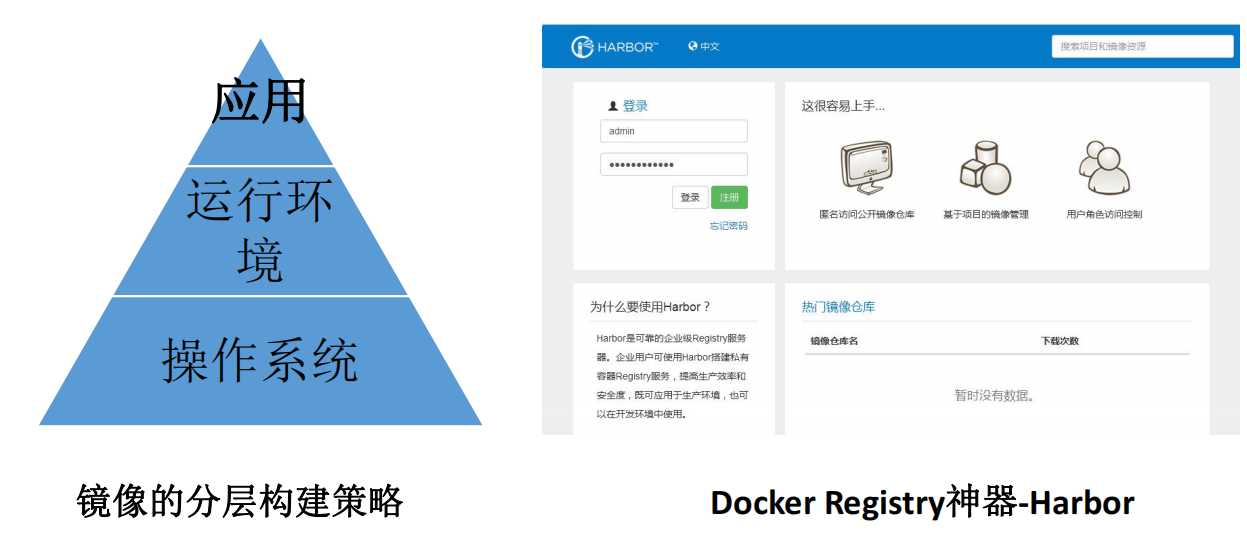 应用
运行环
境
操作系统
镜像的分层构建策略
HARBOR™ 中文 搜索项目和镜像资源
登录
admin
••••••••••••
登录 注册
忘记密码
这很容易上手...
匿名访问公开镜像仓库 基于项目的镜像管理 用户角色访问控制
为什么要使用Harbor？
Harbor是可靠的企业级Registry服务
器。企业用户可使用Harbor搭建私有
容器Registry服务，提高生产效率和
安全度，既可应用于生产环境，也可
以在开发环境中使用。
热门镜像仓库
镜像仓库名 下载次数
暂时没有数据。
Docker Registry神器-Harbor